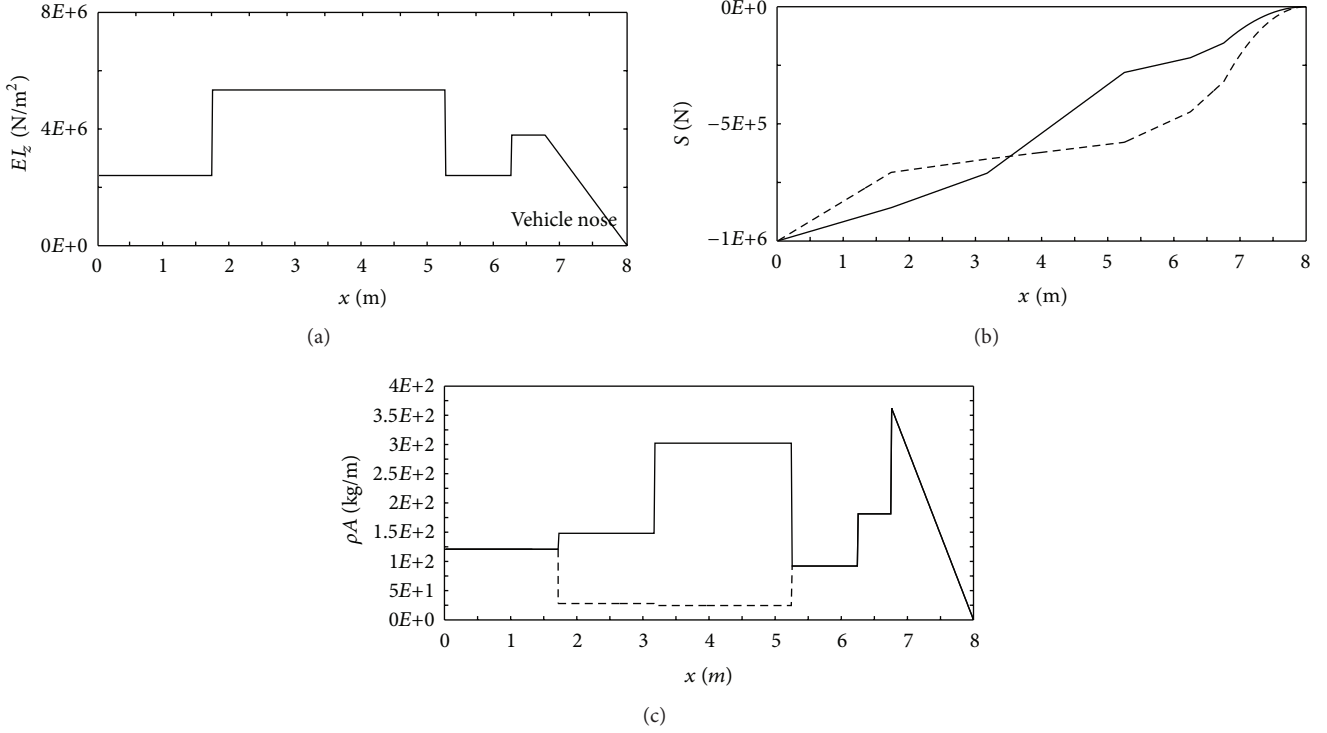 8E+6
4E+6
0E+0
EI_z (N/m²)
Vehicle nose
0 1 2 3 4 5 6 7 8
x (m)
(a)
0E+0
−5E+5
−1E+6
S (N)
0 1 2 3 4 5 6 7 8
x (m)
(b)
4E+2
3.5E+2
3E+2
2.5E+2
2E+2
1.5E+2
1E+2
5E+1
0E+0
ρA (kg/m)
0 1 2 3 4 5 6 7 8
x (m)
(c)